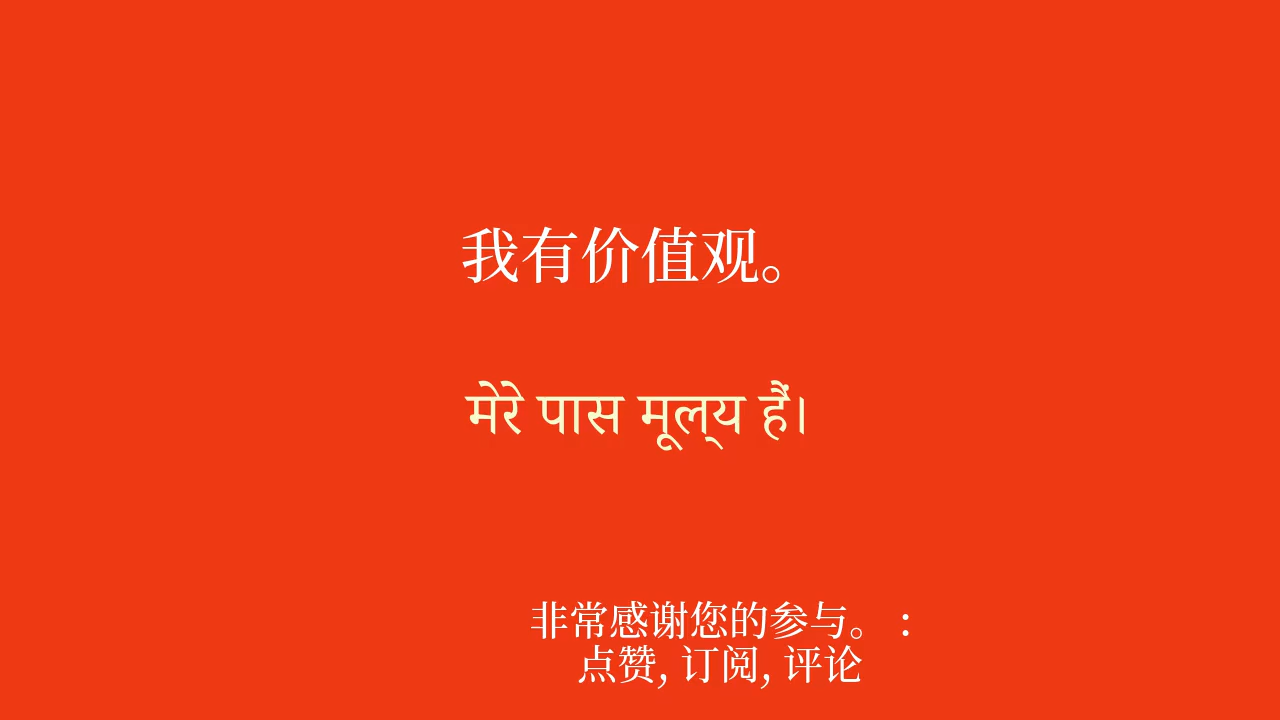 我有价值观。
मेरे पास मूल्य हैं।
非常感谢您的参与。 :
点赞, 订阅, 评论